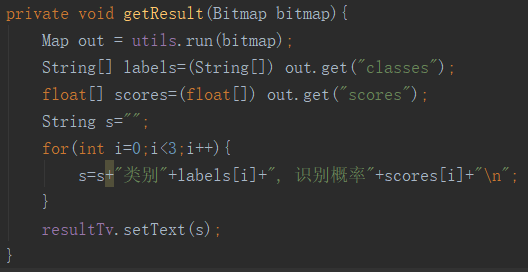 private void getResult(Bitmap bitmap){
Map out = utils.run(bitmap);
String[] labels=(String[]) out.get("classes");
float[] scores=(float[]) out.get("scores");
String s="";
for(int i=0;i<3;i++){
s=s+"类别"+labels[i]+", 识别概率"+scores[i]+"\n";
}
resultTv.setText(s);
}